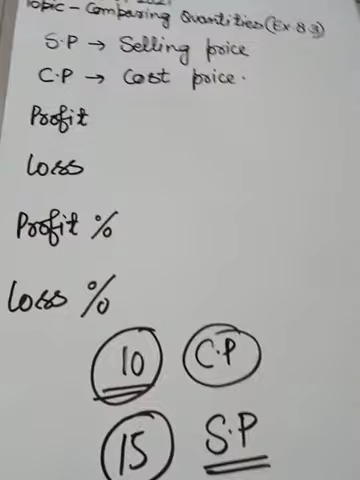 Topic - Comparing Quantities (Ex 8.3)
S.P → Selling price
C.P → Cost price.
Profit
Loss
Profit %
Loss %
10 C.P
15 S.P